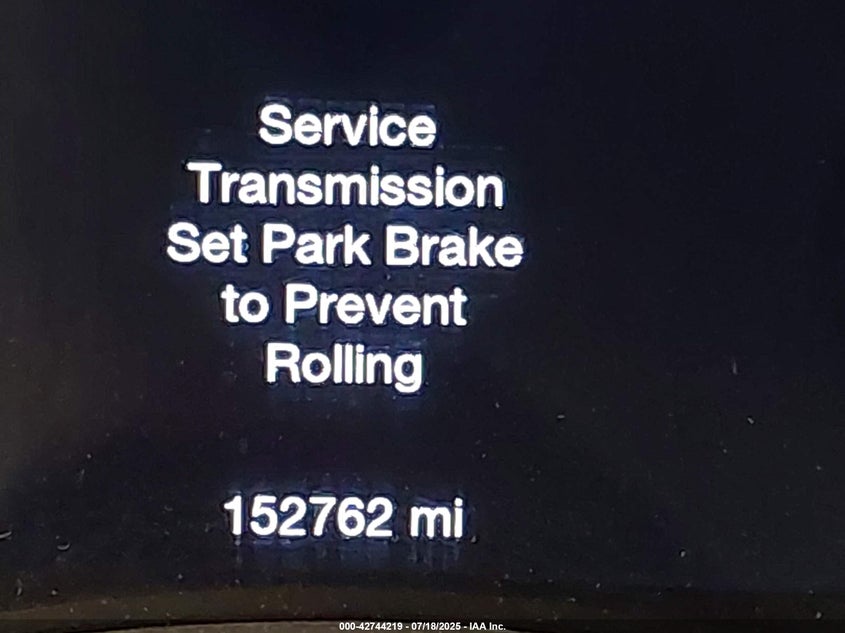 Service
Transmission
Set Park Brake
to Prevent
Rolling
152762 mi
000-42744219 - 07/18/2025 - IAA Inc.